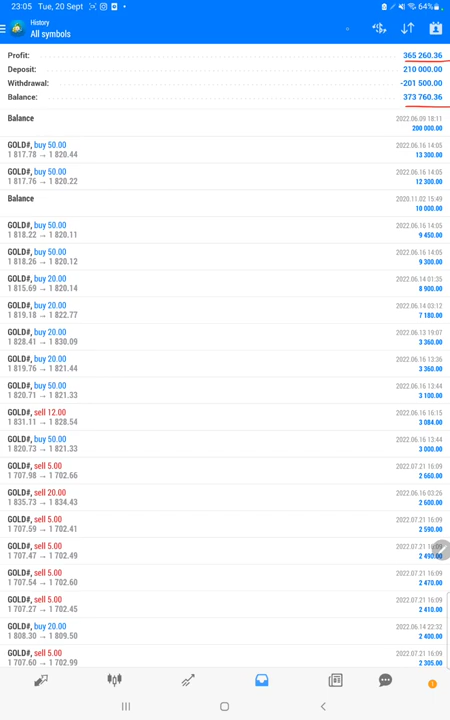 23:05 Tue, 20 Sept 64%
History
All symbols
Profit: 365 260.36
Deposit: 210 000.00
Withdrawal: -201 500.00
Balance: 373 760.36
Balance 2022.06.09 18:11
200 000.00
GOLD#, buy 50.00 2022.06.16 14:05
1 817.78 → 1 820.44 13 300.00
GOLD#, buy 50.00 2022.06.16 14:05
1 817.76 → 1 820.22 12 300.00
Balance 2020.11.02 15:49
10 000.00
GOLD#, buy 50.00 2022.06.16 14:05
1 818.22 → 1 820.11 9 450.00
GOLD#, buy 50.00 2022.06.16 14:05
1 818.26 → 1 820.12 9 300.00
GOLD#, buy 20.00 2022.06.14 01:35
1 815.69 → 1 820.14 8 900.00
GOLD#, buy 20.00 2022.06.14 03:12
1 819.18 → 1 822.77 7 180.00
GOLD#, buy 20.00 2022.06.13 19:07
1 828.41 → 1 830.09 3 360.00
GOLD#, buy 20.00 2022.06.16 13:36
1 819.76 → 1 821.44 3 360.00
GOLD#, buy 50.00 2022.06.16 13:44
1 820.71 → 1 821.33 3 100.00
GOLD#, sell 12.00 2022.06.16 16:15
1 831.11 → 1 828.54 3 084.00
GOLD#, buy 50.00 2022.06.16 13:44
1 820.73 → 1 821.33 3 000.00
GOLD#, sell 5.00 2022.07.21 16:09
1 707.98 → 1 702.66 2 660.00
GOLD#, sell 20.00 2022.06.16 03:26
1 835.73 → 1 834.43 2 600.00
GOLD#, sell 5.00 2022.07.21 16:09
1 707.59 → 1 702.41 2 590.00
GOLD#, sell 5.00 2022.07.21 16:09
1 707.47 → 1 702.49 2 490.00
GOLD#, sell 5.00 2022.07.21 16:09
1 707.54 → 1 702.60 2 470.00
GOLD#, sell 5.00 2022.07.21 16:09
1 707.27 → 1 702.45 2 410.00
GOLD#, buy 20.00 2022.06.14 22:32
1 808.30 → 1 809.50 2 400.00
GOLD#, sell 5.00 2022.07.21 16:09
1 707.60 → 1 702.99 2 305.00